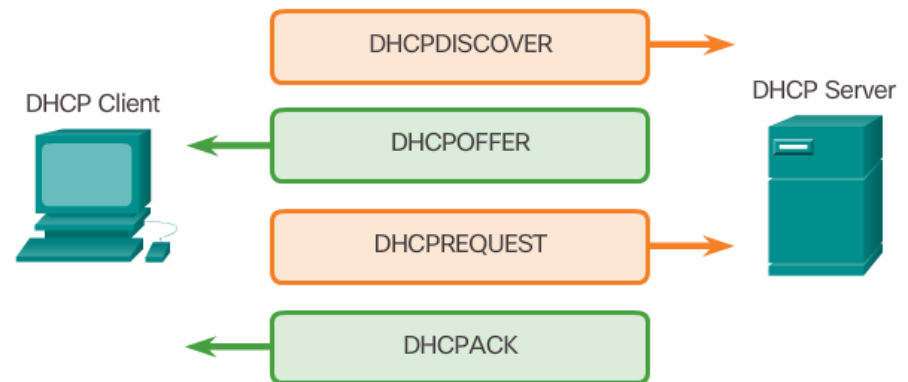 DHCPDISCOVER
DHCP Client
DHCP Server
DHCPOFFER
DHCPREQUEST
DHCPACK